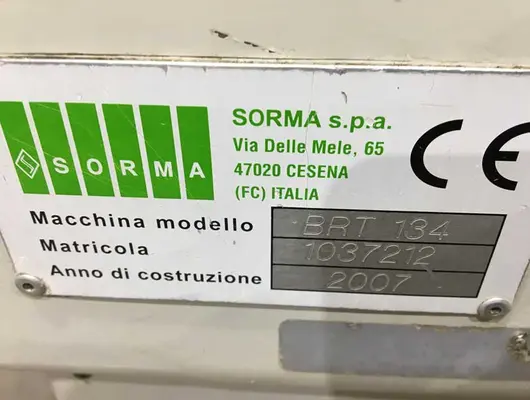 SORMA
SORMA s.p.a.
Via Delle Mele, 65
47020 CESENA
(FC) ITALIA
CE
Macchina modello BRT 134
Matricola 1037212
Anno di costruzione 2007